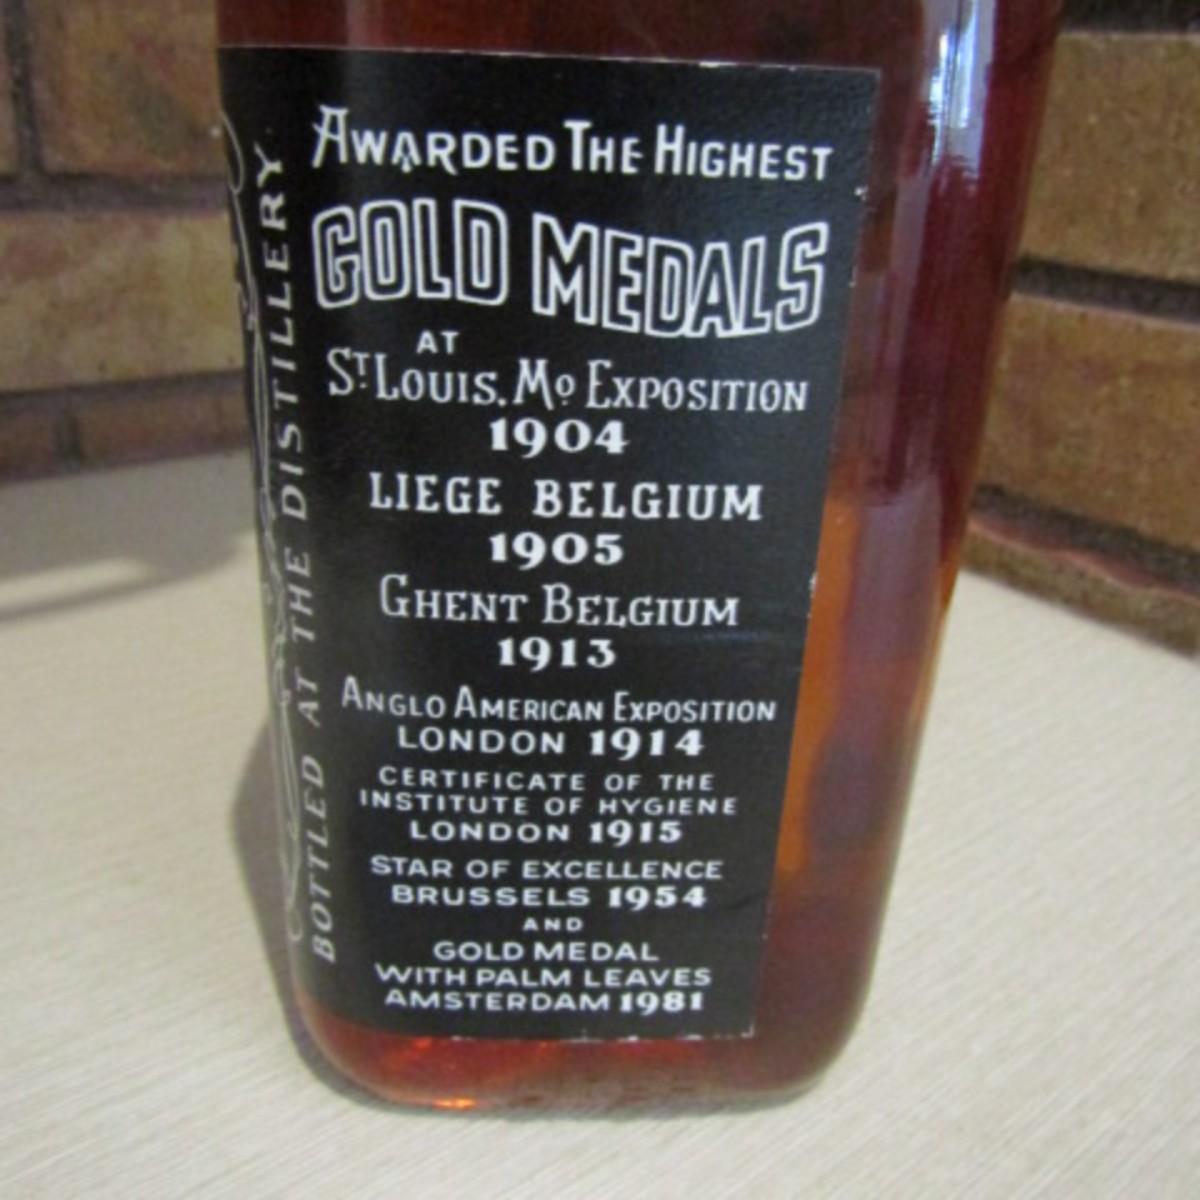 AWARDED THE HIGHEST
GOLD MEDALS
AT
ST LOUIS, MO EXPOSITION
1904
LIEGE BELGIUM
1905
GHENT BELGIUM
1913
ANGLO AMERICAN EXPOSITION
LONDON 1914
CERTIFICATE OF THE
INSTITUTE OF HYGIENE
LONDON 1915
STAR OF EXCELLENCE
BRUSSELS 1954
AND
GOLD MEDAL
WITH PALM LEAVES
AMSTERDAM 1981
BOTTLED AT THE DISTILLERY